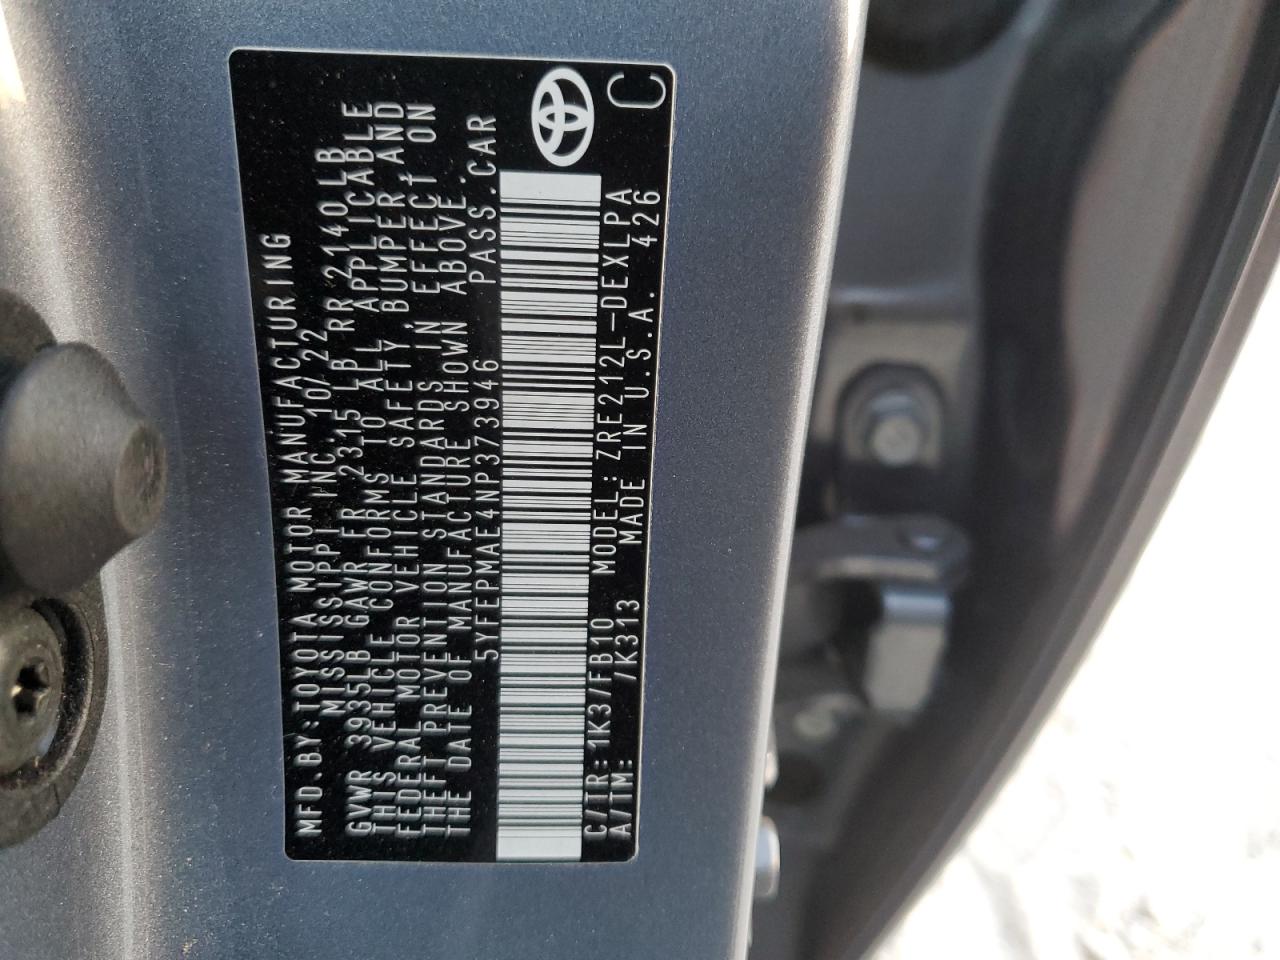 MFD.BY:TOYOTA MOTOR MANUFACTURING
MISSISSIPPI INC: 10/22
GVWR 3935LB GAWR FR 2315 LB RR 2140LB
THIS VEHICLE CONFORMS TO ALL APPLICABLE
FEDERAL MOTOR VEHICLE SAFETY BUMPER, AND
THEFT PREVENTION STANDARDS IN EFFECT ON
THE DATE OF MANUFACTURE SHOWN ABOVE.
5YFEPMAE4NP373946 PASS.CAR
C/TR: 1K3/FB10 MODEL: ZRE212L-DEXLPA
A/TM: /K313 MADE IN U.S.A. 426
C